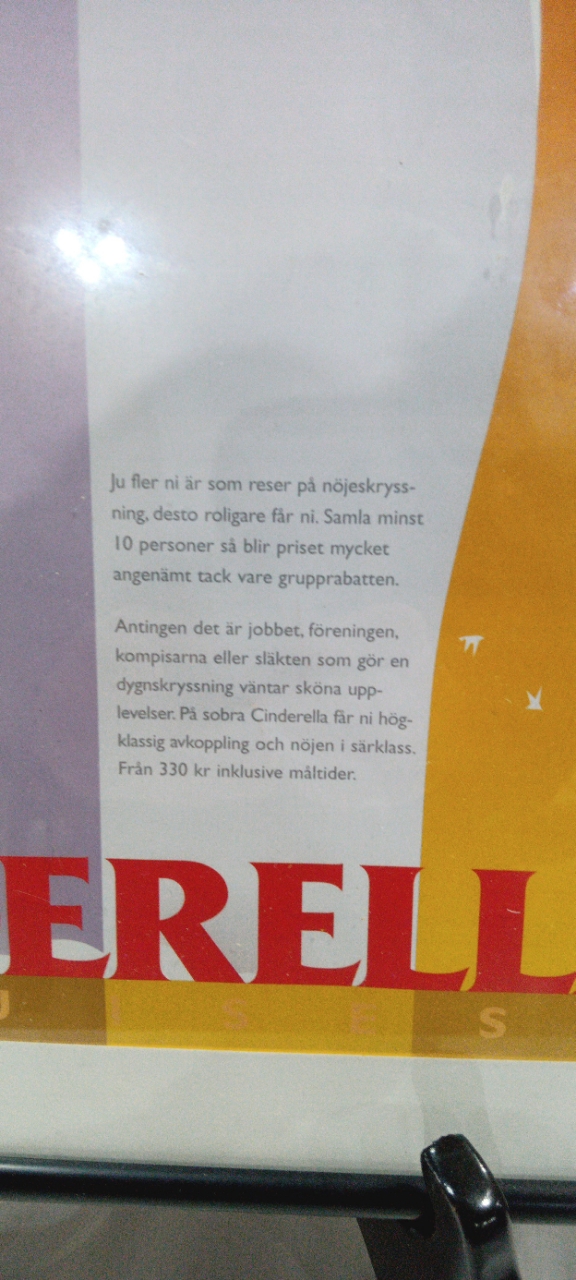 Ju fler ni är som reser på nöjeskryss-
ning, desto roligare får ni. Samla minst
10 personer så blir priset mycket
angenämt tack vare grupprabatten.
Antingen det är jobbet, föreningen,
kompisarna eller släkten som gör en
dygnskryssning väntar sköna upp-
levelser. På sobra Cinderella får ni hög-
klassig avkoppling och nöjen i särklass.
Från 330 kr inklusive måltider.
ERELL
U I S E S